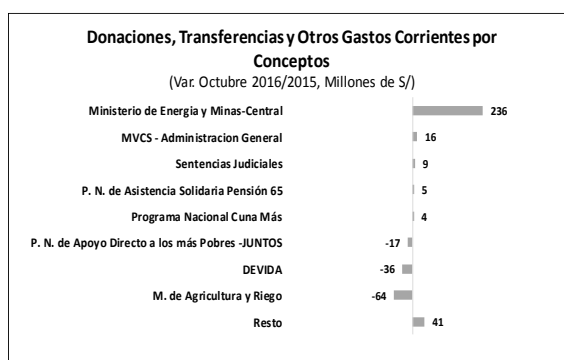 Donaciones, Transferencias y Otros Gastos Corrientes por
Conceptos
(Var. Octubre 2016/2015, Millones de S/)
Ministerio de Energia y Minas-Central 236
MVCS - Administracion General 16
Sentencias Judiciales 9
P. N. de Asistencia Solidaria Pensión 65 5
Programa Nacional Cuna Más 4
P. N. de Apoyo Directo a los más Pobres -JUNTOS -17
DEVIDA -36
M. de Agricultura y Riego -64
Resto 41